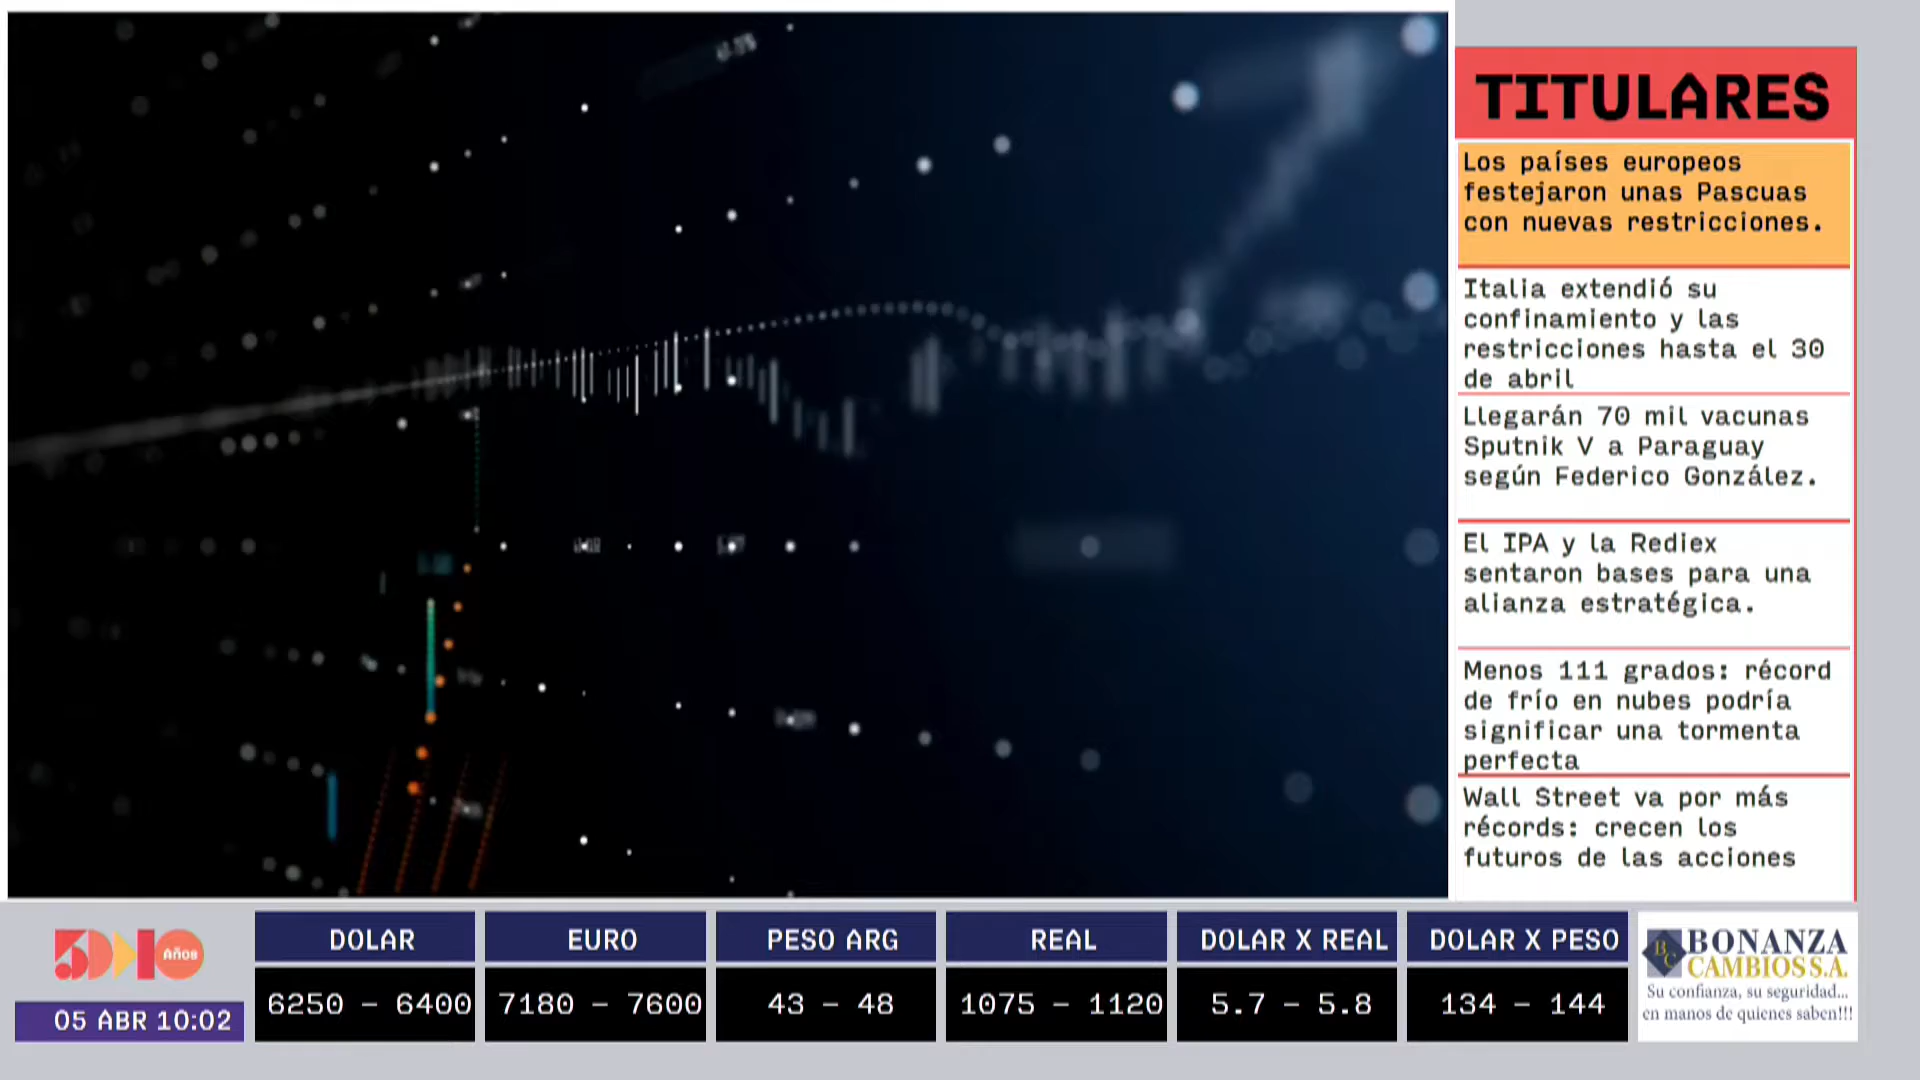 TITULARES
Los países europeos
festejaron unas Pascuas
con nuevas restricciones.
Italia extendió su
confinamiento y las
restricciones hasta el 30
de abril
Llegarán 70 mil vacunas
Sputnik V a Paraguay
según Federico González.
El IPA y la Rediex
sentaron bases para una
alianza estratégica.
Menos 111 grados: récord
de frío en nubes podría
significar una tormenta
perfecta
Wall Street va por más
récords: crecen los
futuros de las acciones
Años
05 ABR 10:02
DOLAR
6250 - 6400
EURO
7180 - 7600
PESO ARG
43 - 48
REAL
1075 - 1120
DOLAR X REAL
5.7 - 5.8
DOLAR X PESO
134 - 144
BC
BONANZA
CAMBIOS S.A.
Su confianza, su seguridad...
en manos de quienes saben!!!